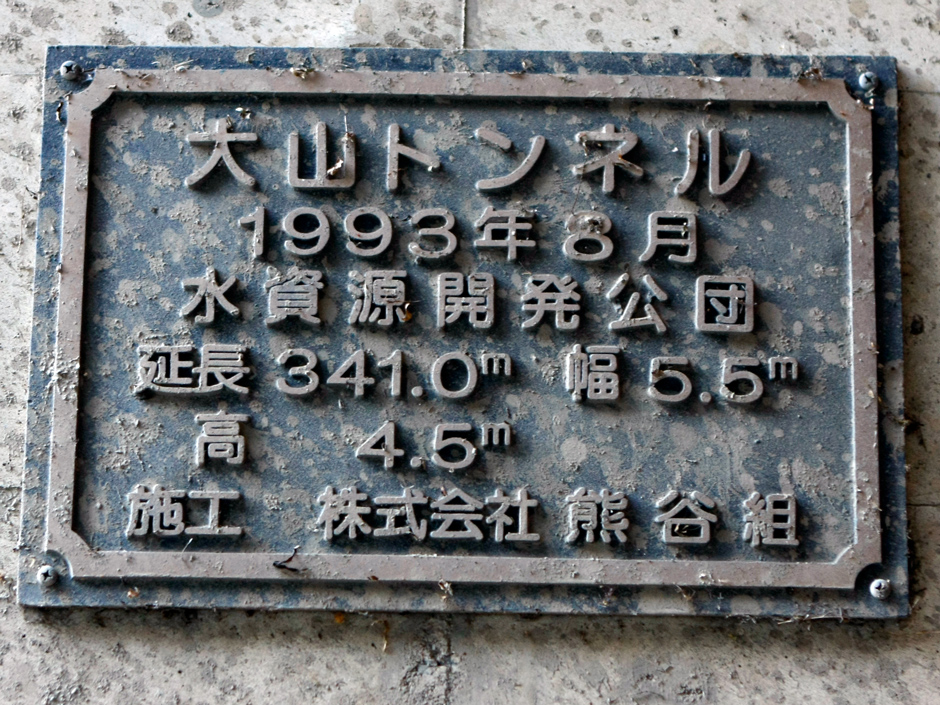 大山トンネル
1993年8月
水資源開発公団
延長 341.0m 幅 5.5m
高 4.5m
施工 株式会社 熊谷組